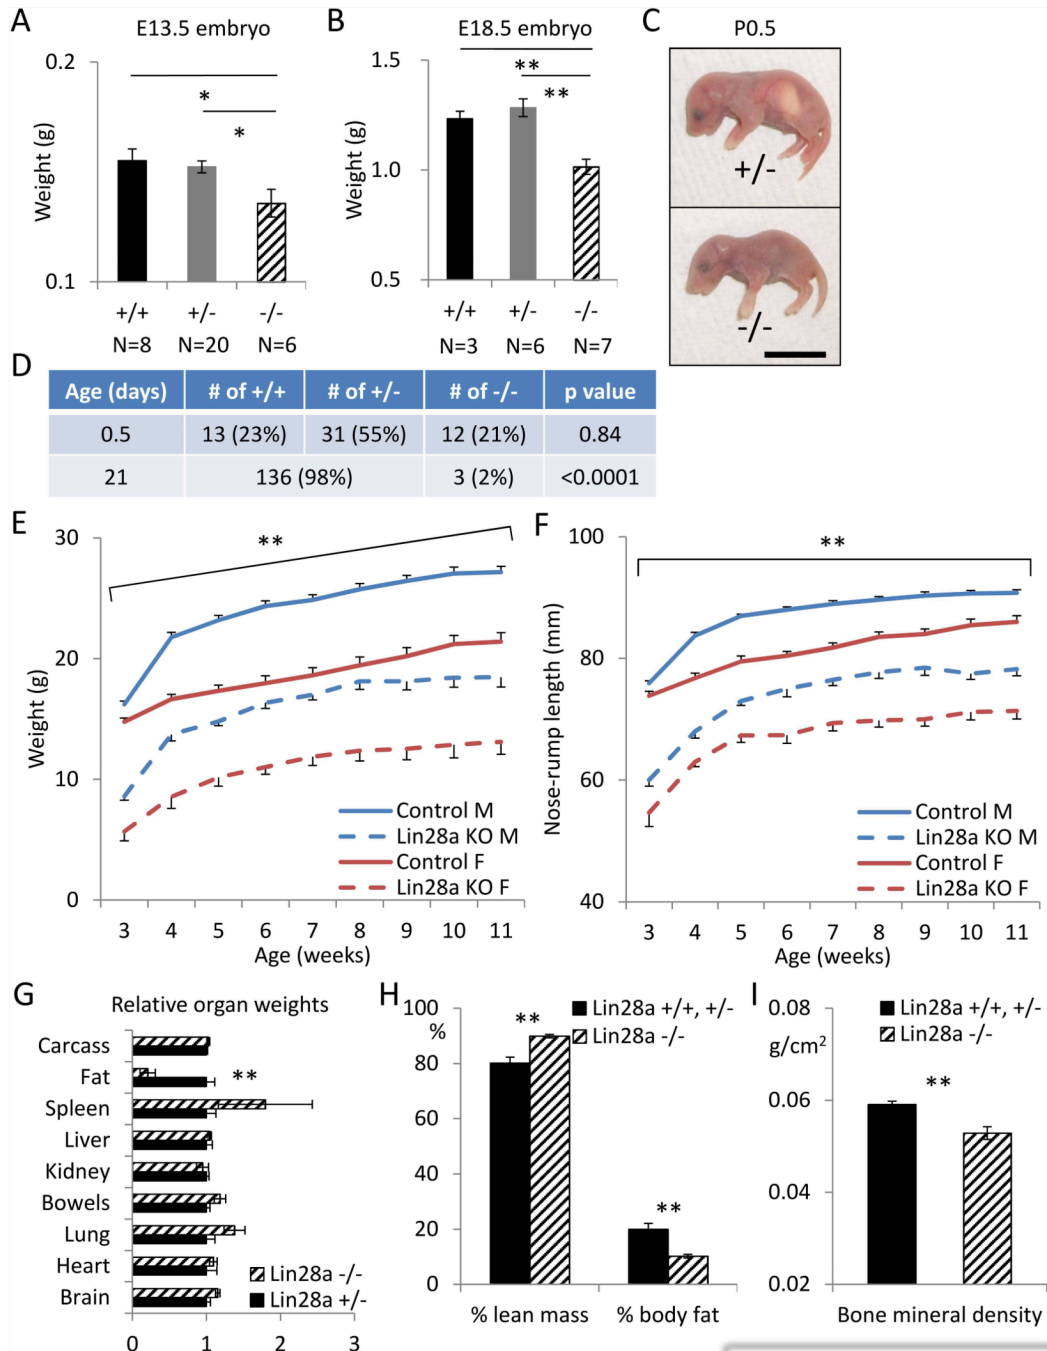 A
E13.5 embryo
0.2
0.1
Weight (g)
*
*
+/+
+/-
-/-
N=8
N=20
N=6
B
E18.5 embryo
1.5
1.0
0.5
Weight (g)
**
**
+/+
+/-
-/-
N=3
N=6
N=7
C
P0.5
+/-
-/-
D
Age (days) # of +/+ # of +/- # of -/- p value
0.5 13 (23%) 31 (55%) 12 (21%) 0.84
21 136 (98%) 3 (2%) <0.0001
E
30
20
10
0
Weight (g)
**
Control M
Lin28a KO M
Control F
Lin28a KO F
3 4 5 6 7 8 9 10 11
Age (weeks)
F
100
80
60
40
Nose-rump length (mm)
**
Control M
Lin28a KO M
Control F
Lin28a KO F
3 4 5 6 7 8 9 10 11
Age (weeks)
G
Relative organ weights
Carcass
Fat
**
Spleen
Liver
Kidney
Bowels
Lung
Heart
Brain
Lin28a -/-
Lin28a +/-
0 1 2 3
H
100
%
80
60
40
20
0
Lin28a +/+, +/-
Lin28a -/-
**
**
% lean mass
% body fat
I
0.08
g/cm²
0.06
0.04
0.02
Lin28a +/+, +/-
Lin28a -/-
**
Bone mineral density